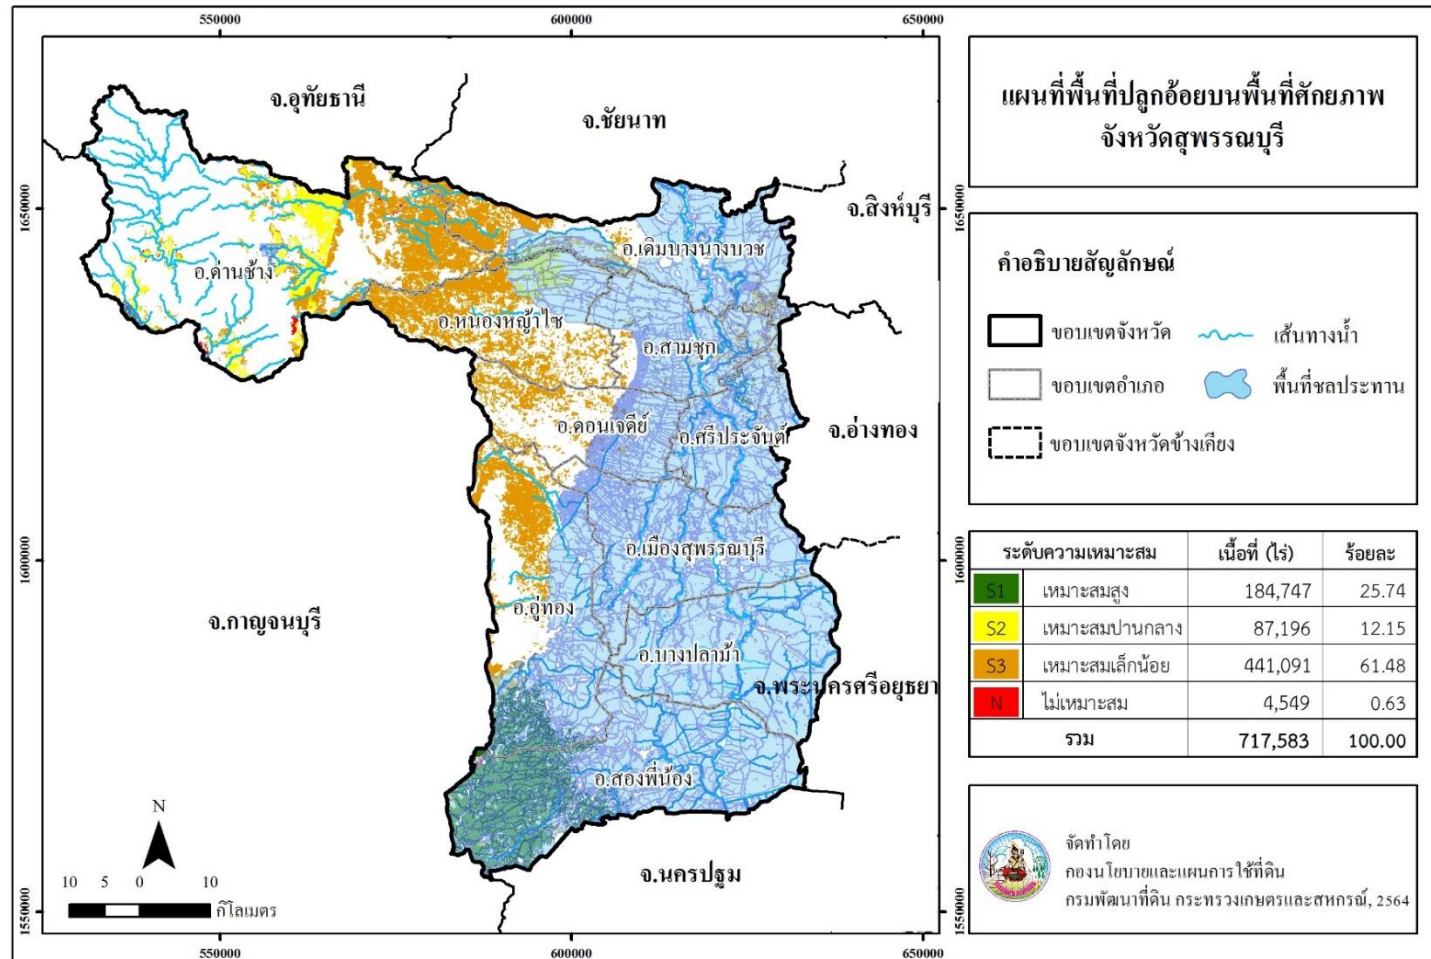 550000
600000
650000
จ.อุทัยธานี
จ.ชัยนาท
จ.สิงห์บุรี
1650000
1650000
อ.เดิมบางนางบวช
อ.ด่านช้าง
อ.หนองหญ้าไซ
อ.สามชุก
อ.ดอนเจดีย์
อ.ศรีประจันต์
จ.อ่างทอง
อ.เมืองสุพรรณบุรี
1600000
1600000
จ.กาญจนบุรี
อ.อู่ทอง
อ.บางปลาม้า
จ.พระนครศรีอยุธยา
อ.สองพี่น้อง
จ.นครปฐม
N
10 5 0 10
กิโลเมตร
1550000
1550000
550000
600000
650000
แผนที่พื้นที่ปลูกอ้อยบนพื้นที่ศักยภาพ
จังหวัดสุพรรณบุรี
คำอธิบายสัญลักษณ์
ขอบเขตจังหวัด เส้นทางน้ำ
ขอบเขตอำเภอ พื้นที่ชลประทาน
ขอบเขตจังหวัดข้างเคียง
ระดับความเหมาะสม เนื้อที่ (ไร่) ร้อยละ
S1 เหมาะสมสูง 184,747 25.74
S2 เหมาะสมปานกลาง 87,196 12.15
S3 เหมาะสมเล็กน้อย 441,091 61.48
N ไม่เหมาะสม 4,549 0.63
รวม 717,583 100.00
จัดทำโดย
กองนโยบายและแผนการใช้ที่ดิน
กรมพัฒนาที่ดิน กระทรวงเกษตรและสหกรณ์, 2564